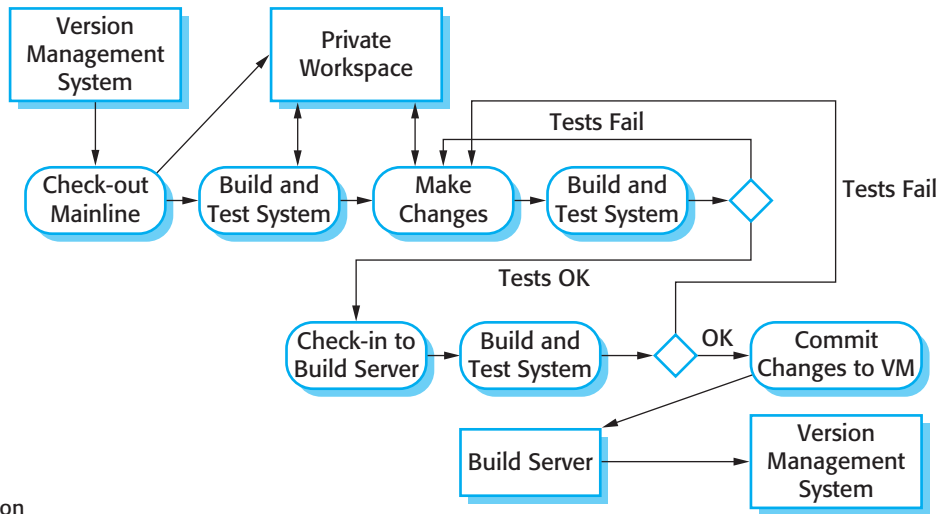 Version
Management
System
Private
Workspace
Tests Fail
Check-out
Mainline
Build and
Test System
Make
Changes
Build and
Test System
Tests Fail
Tests OK
Check-in to
Build Server
Build and
Test System
OK
Commit
Changes to VM
Build Server
Version
Management
System
on